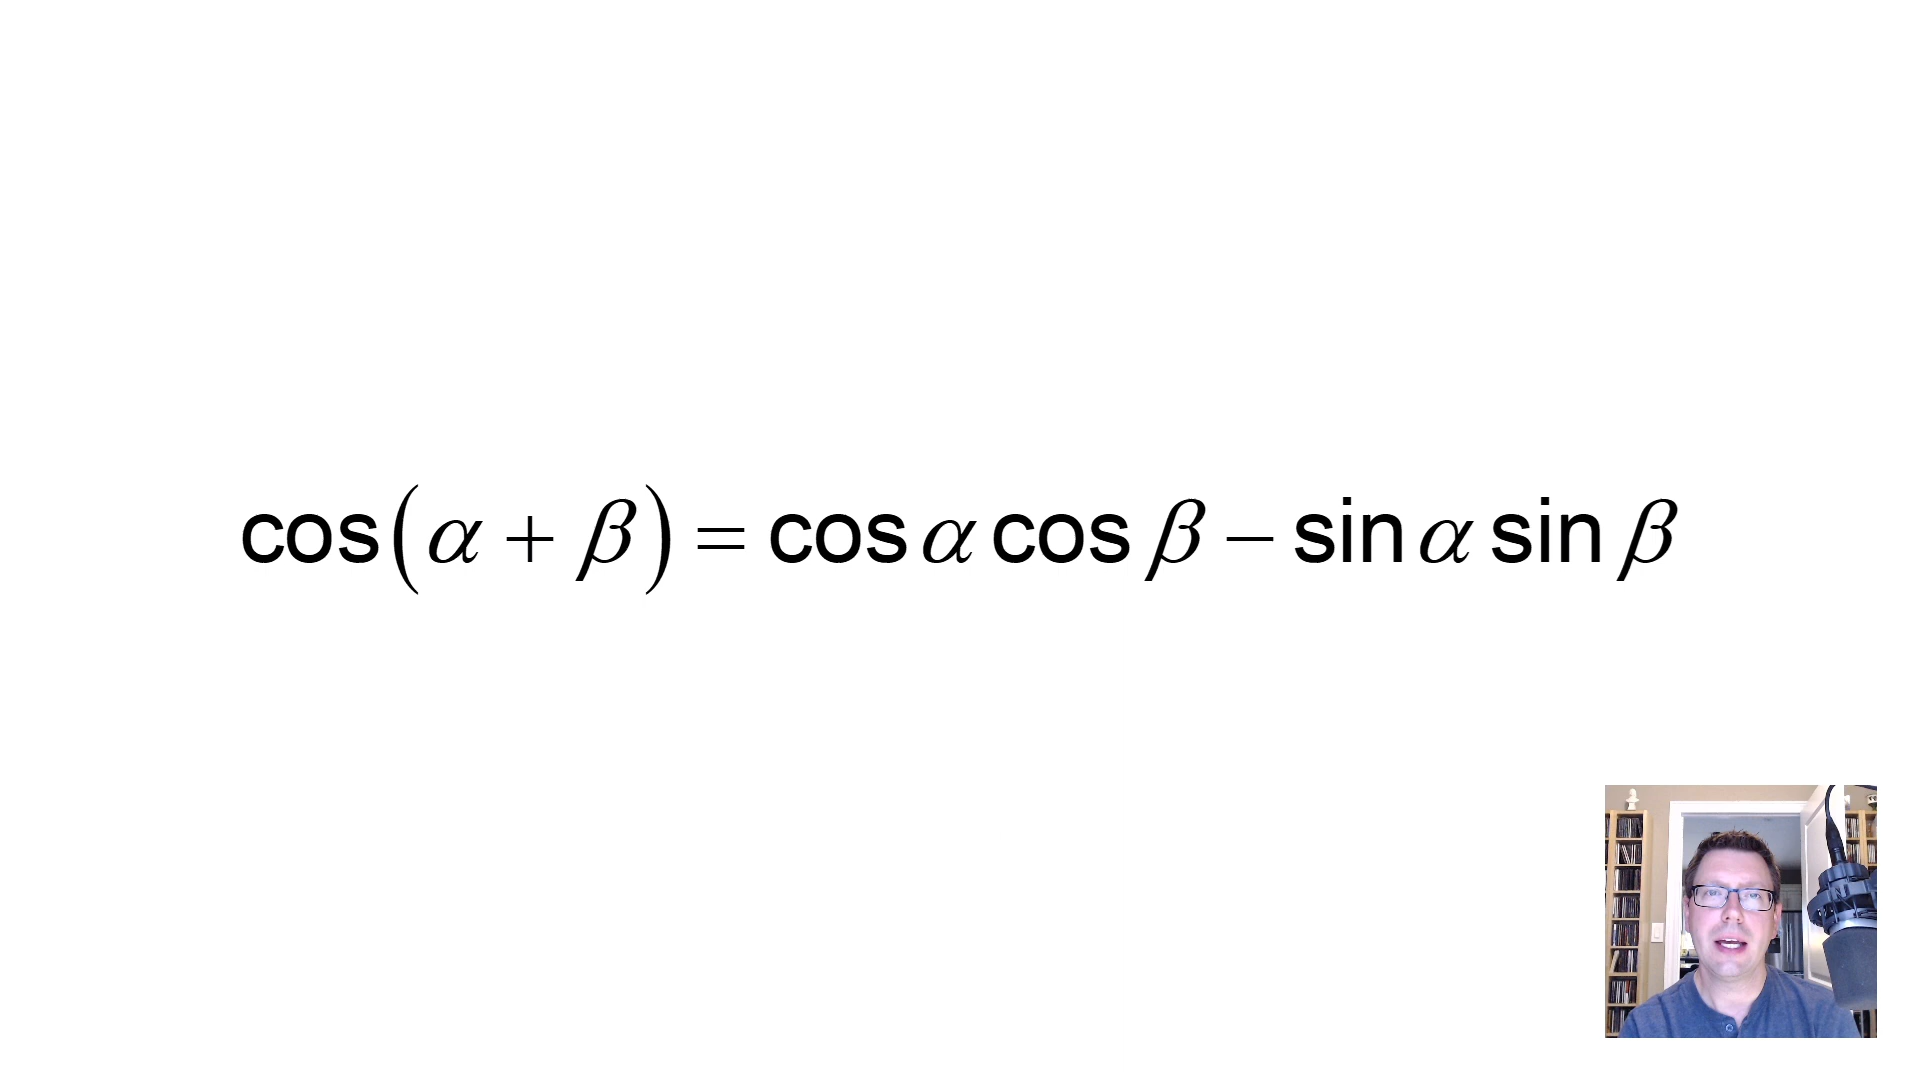 cos(α + β) = cos α cos β − sin α sin β